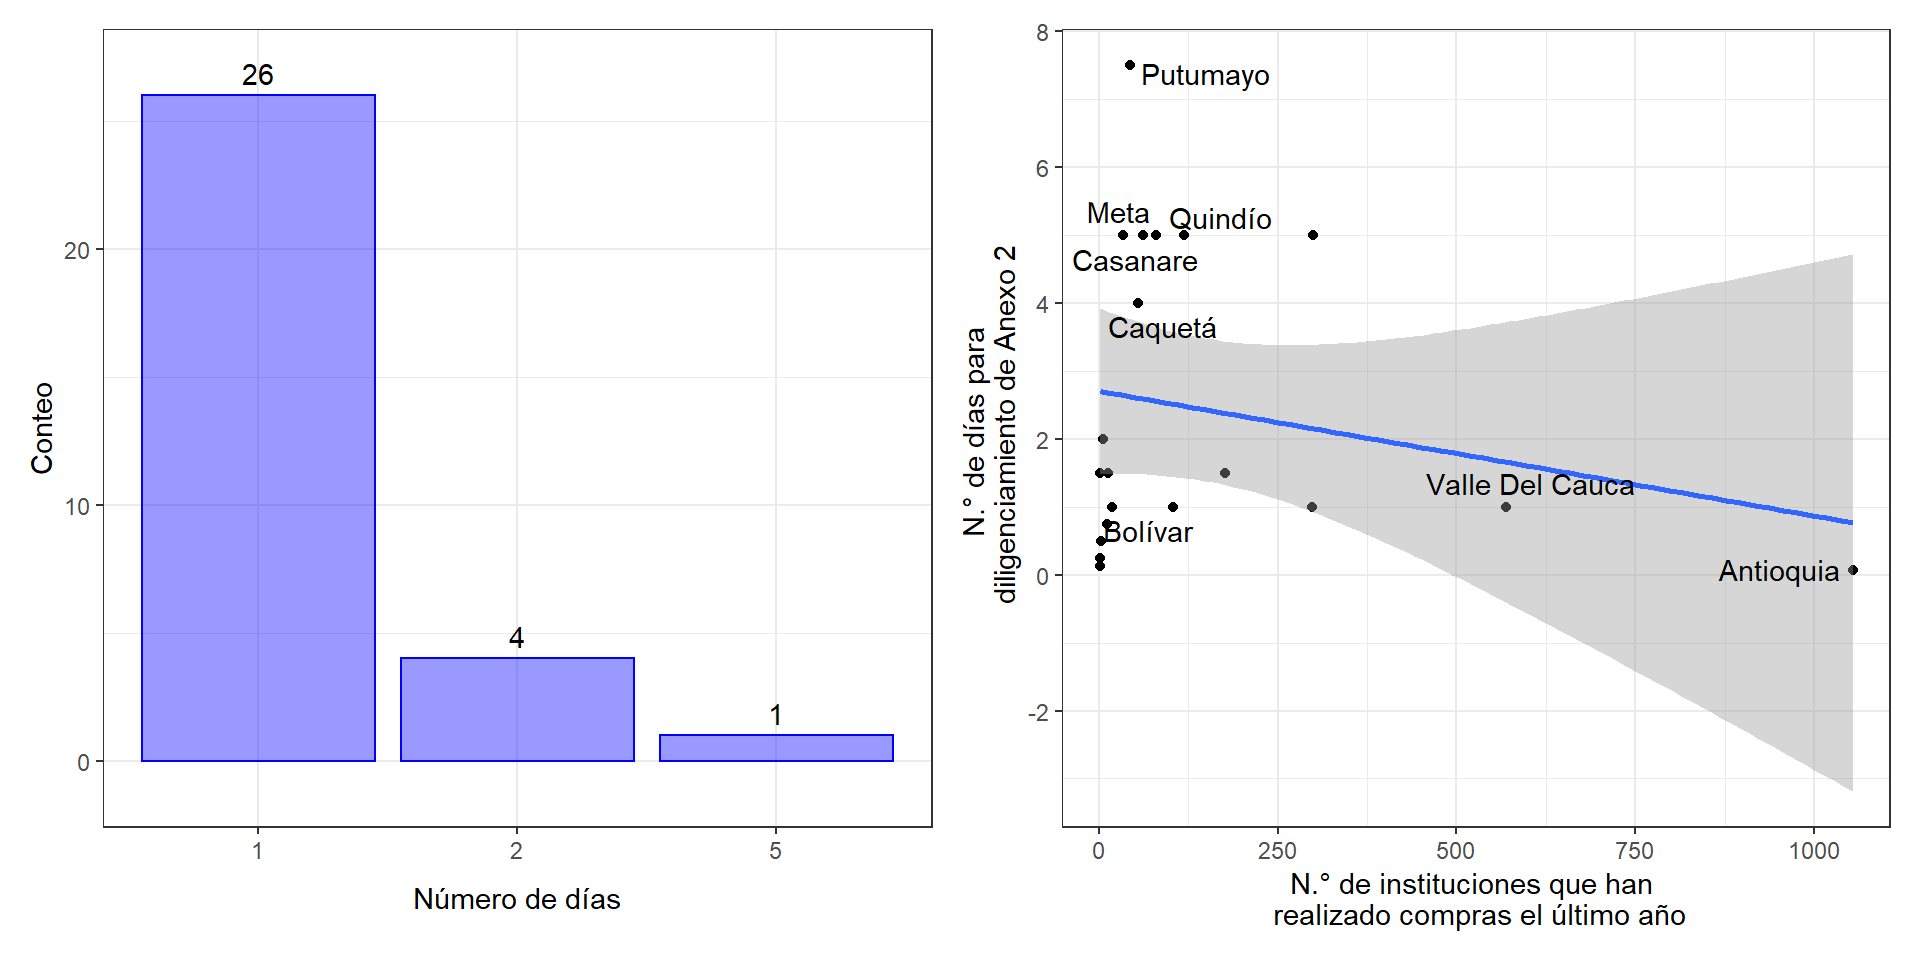 26
4
1
20
10
0
Conteo
1
2
5
Número de días
8
6
4
2
0
-2
N.° de días para
diligenciamiento de Anexo 2
Putumayo
Meta
Quindío
Casanare
Caquetá
Valle Del Cauca
Bolívar
Antioquia
0
250
500
750
1000
N.° de instituciones que han
realizado compras el último año